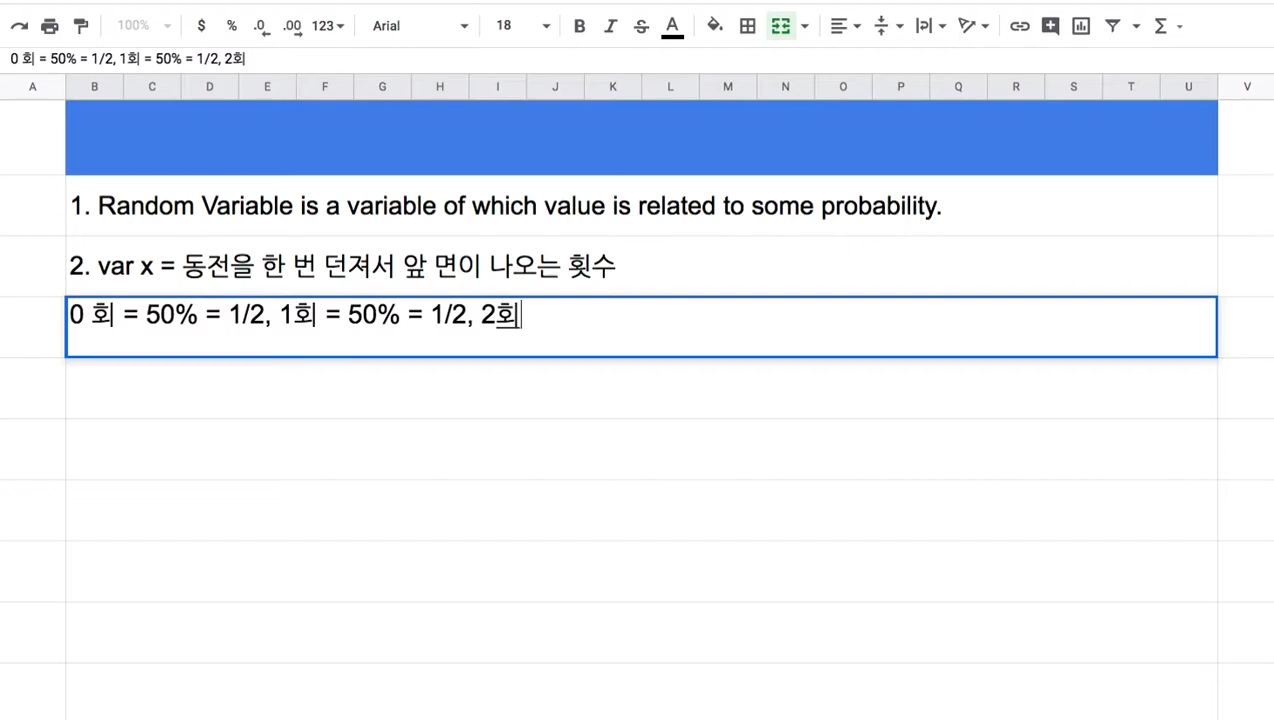 $ % .0 .00 123 Arial 18 B I S A Σ
100%
0 회 = 50% = 1/2, 1회 = 50% = 1/2, 2회
A B C D E F G H I J K L M N O P Q R S T U V
1. Random Variable is a variable of which value is related to some probability.
2. var x = 동전을 한 번 던져서 앞 면이 나오는 횟수
0 회 = 50% = 1/2, 1회 = 50% = 1/2, 2회